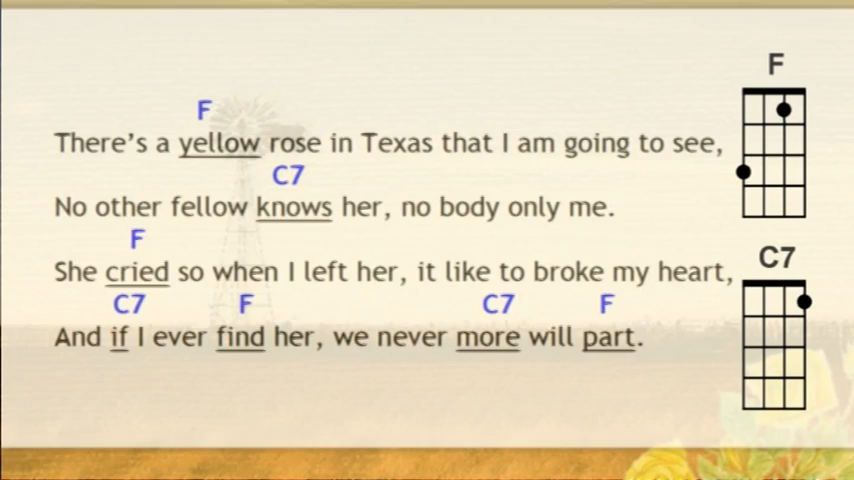 F
F
There's a yellow rose in Texas that I am going to see,
C7
No other fellow knows her, no body only me.
F
C7
She cried so when I left her, it like to broke my heart,
C7 F C7 F
And if I ever find her, we never more will part.